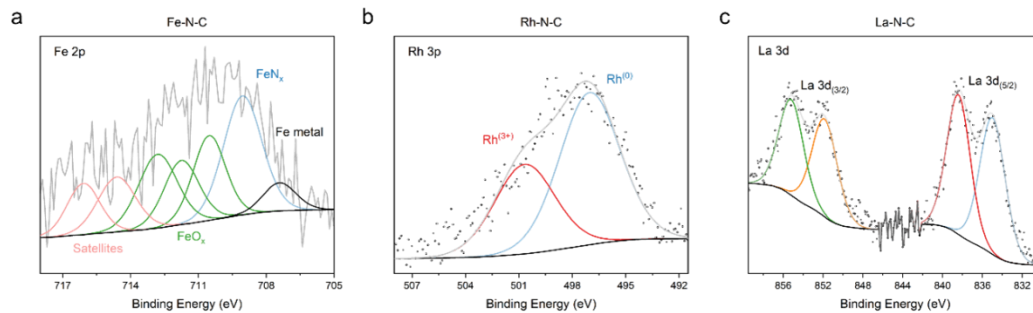 a
Fe-N-C
Fe 2p
FeNₓ
Fe metal
FeOₓ
Satellites
717
714
711
708
705
Binding Energy (eV)
b
Rh-N-C
Rh 3p
Rh⁽⁰⁾
Rh⁽³⁺⁾
507
504
501
498
495
492
Binding Energy (eV)
c
La-N-C
La 3d
La 3d₍₃/₂₎
La 3d₍₅/₂₎
856
852
848
844
840
836
832
Binding Energy (eV)